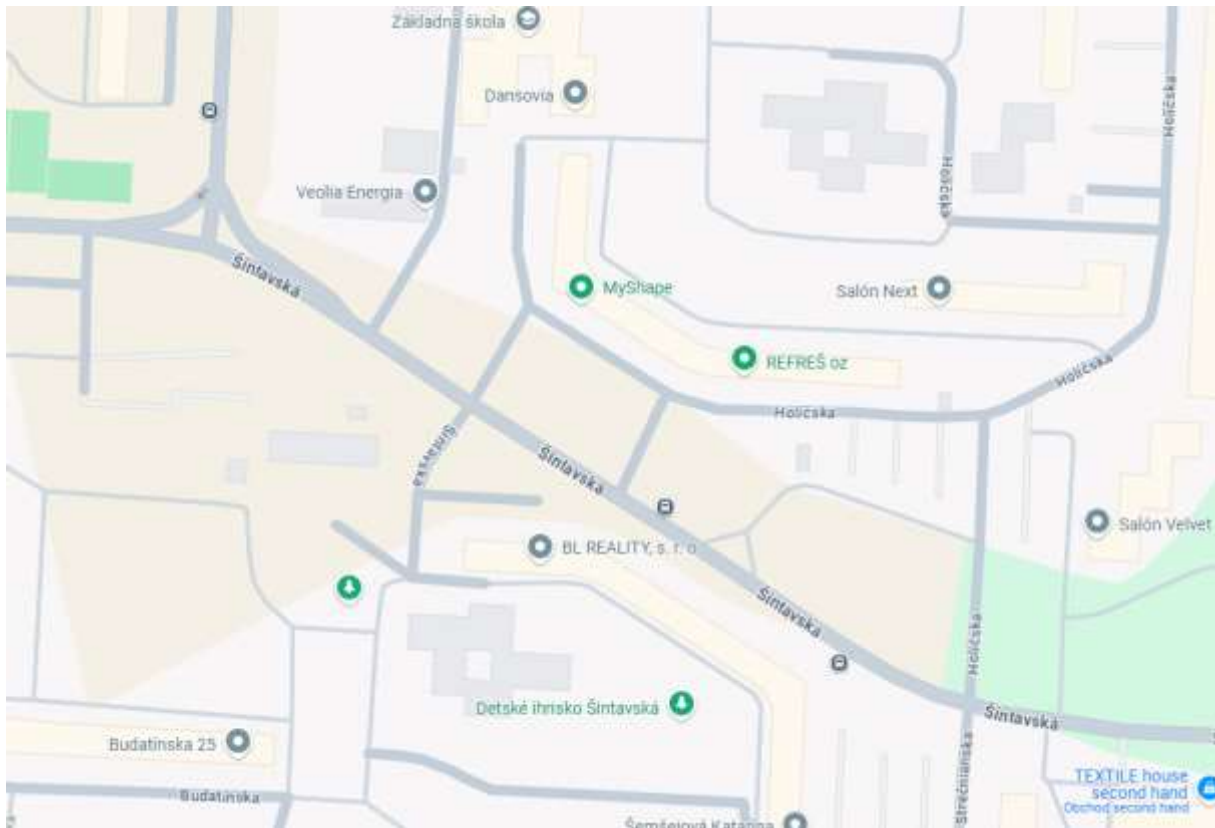 Základná škola
Dansovia
Holíčska
Veolia Energia
Holíčska
Šintavská
MyShape
Salón Next
REFREŠ oz
Holíčska
Holíčska
Šintavská
Šintavská
Salón Velvet
BL REALITY, s. r. o
Šintavská
Holíčska
Detské ihrisko Šintavská
Šintavská
Budatínska 25
Strečnianska
TEXTILE house
second hand
Obchod second hand
Budatínska
Šemšejová Katarína